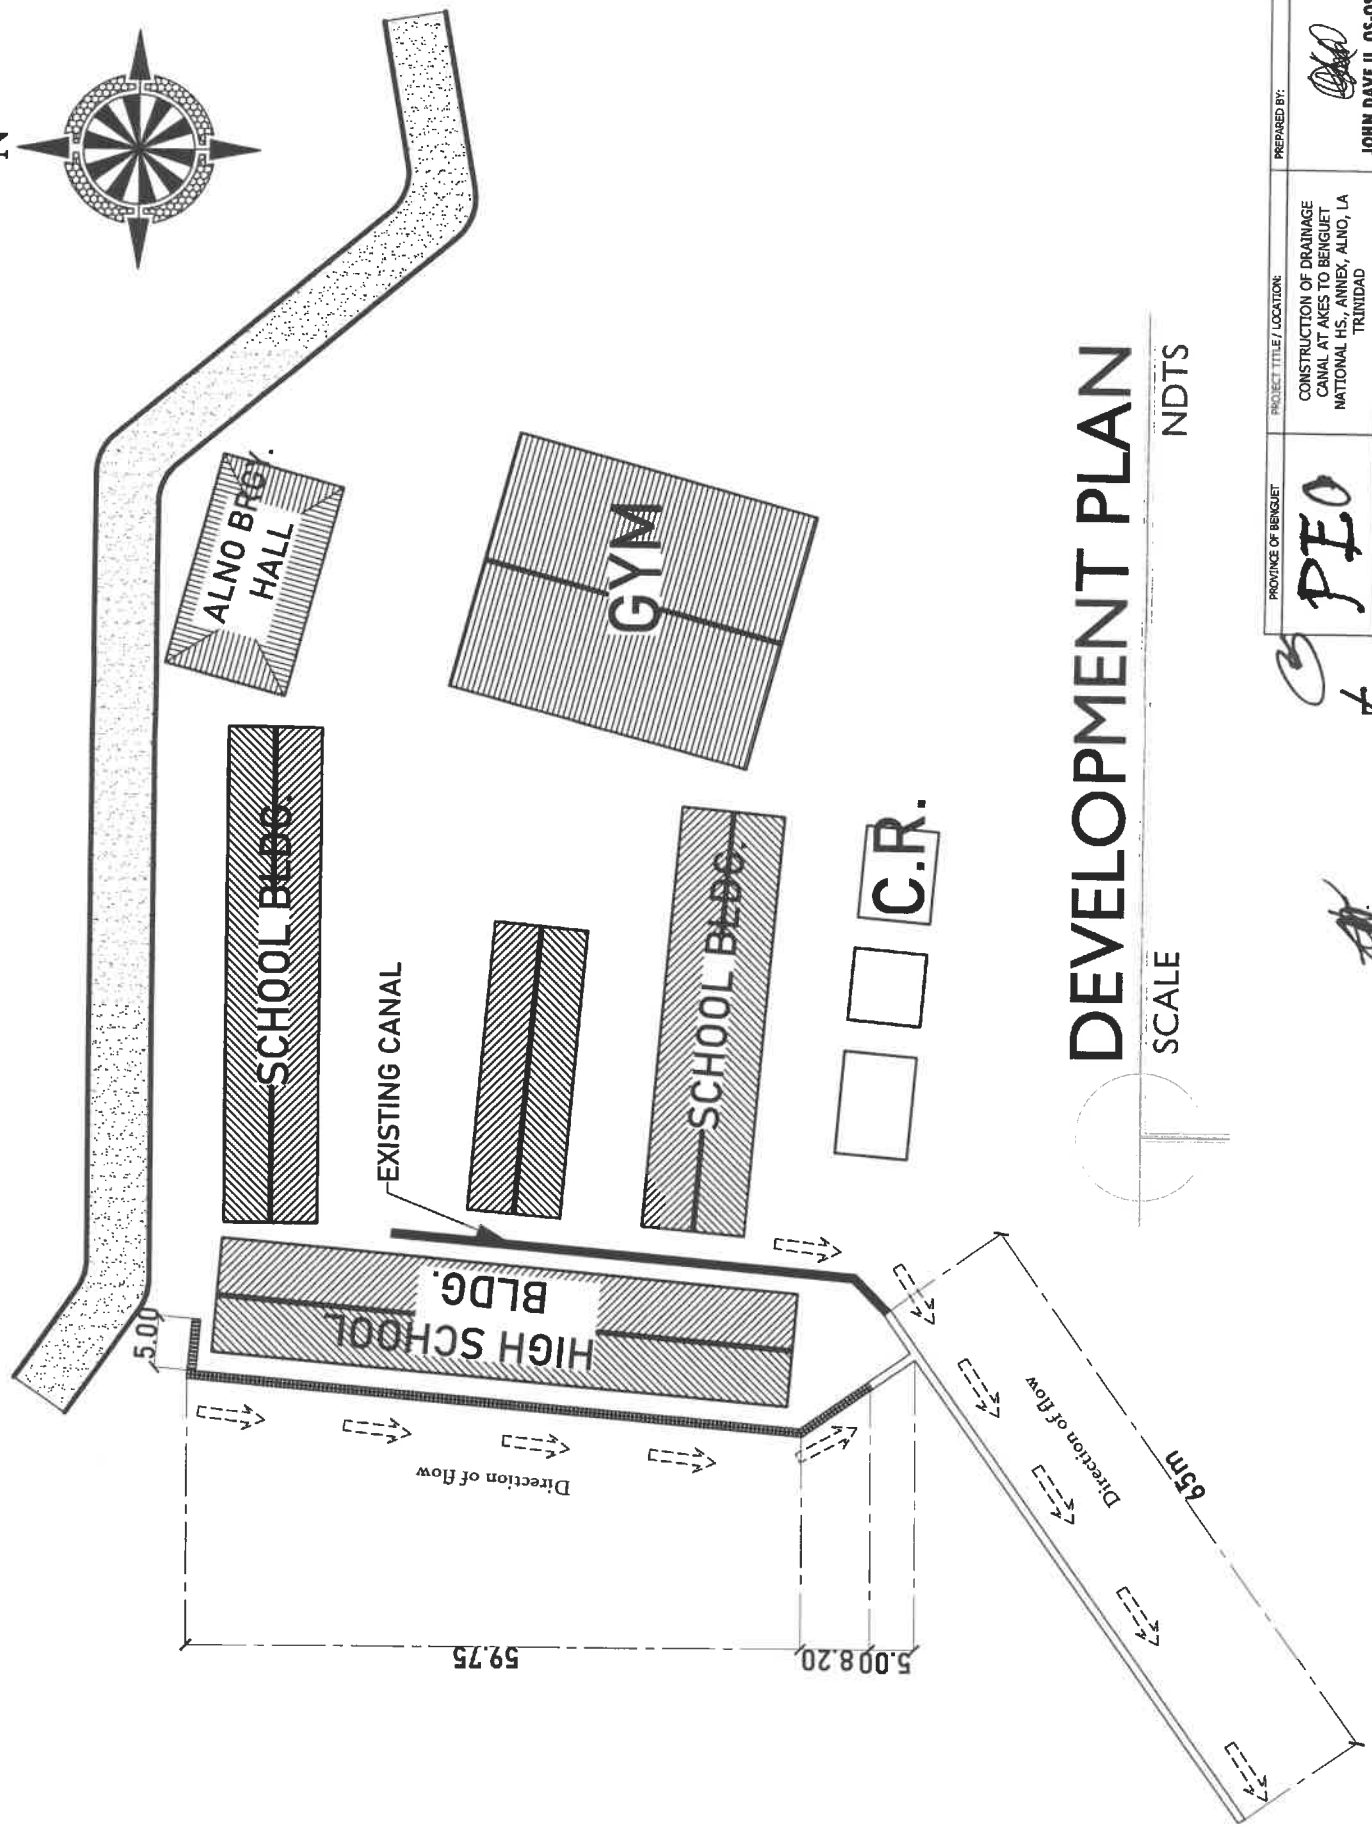 N
ALNO BRGY.
HALL
GYM
SCHOOL BLDG.
EXISTING CANAL
SCHOOL BLDG.
C.R.
HIGH SCHOOL
BLDG.
5.00
Direction of flow
59.75
8.20
5.00
Direction of flow
65m
DEVELOPMENT PLAN
SCALE
NDTS
PROVINCE OF BENGUET
PEO
PROJECT TITLE / LOCATION:
CONSTRUCTION OF DRAINAGE
CANAL AT AKES TO BENGUET
NATIONAL HS., ANNEX, ALNO, LA
TRINIDAD
PREPARED BY:
JOHN DAVE U.